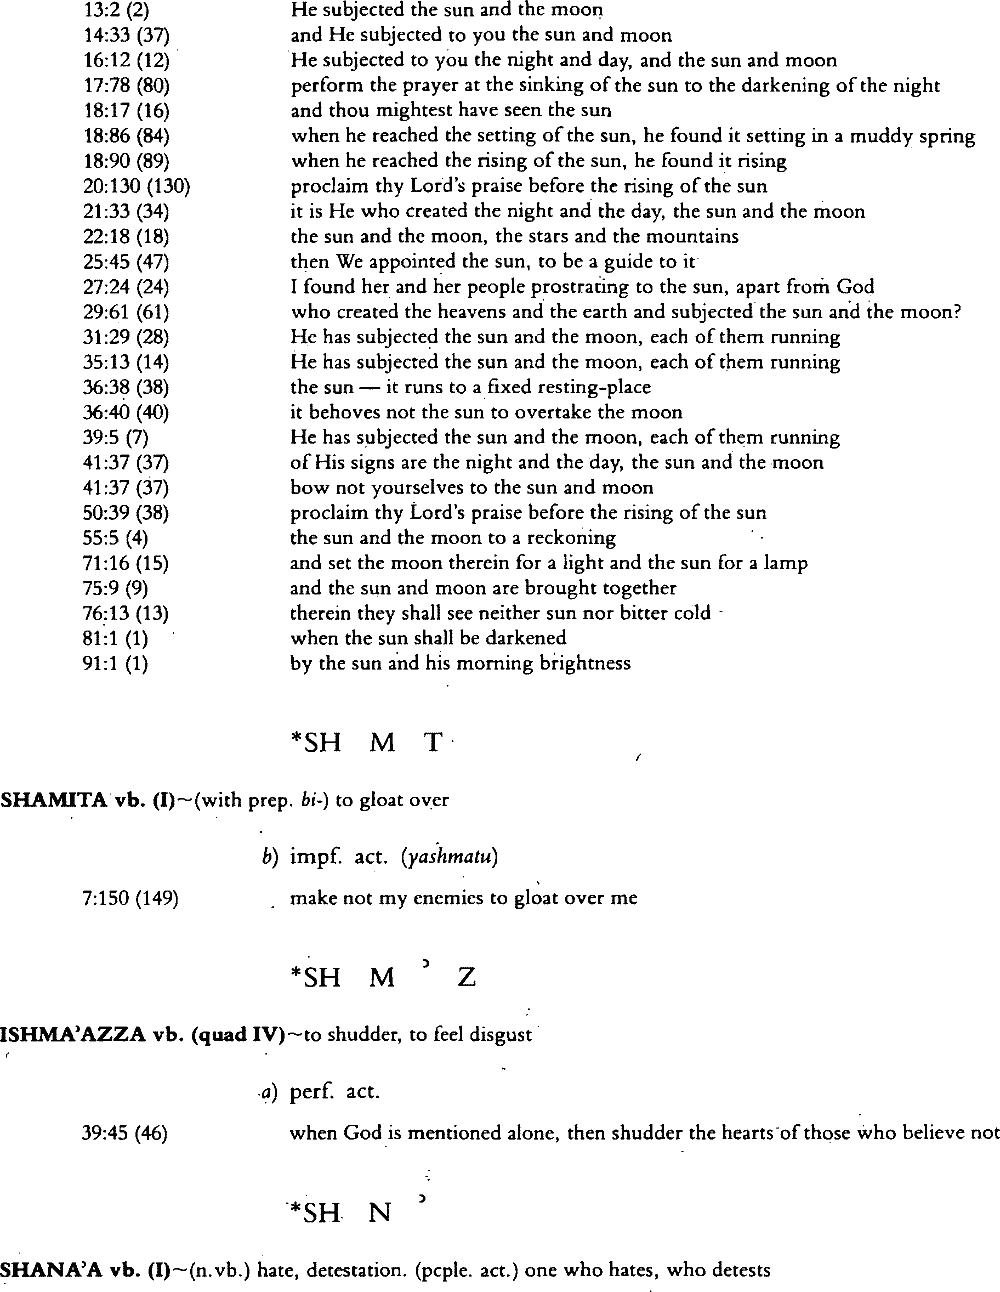 13:2 (2) He subjected the sun and the moon
14:33 (37) and He subjected to you the sun and moon
16:12 (12) He subjected to you the night and day, and the sun and moon
17:78 (80) perform the prayer at the sinking of the sun to the darkening of the night
18:17 (16) and thou mightest have seen the sun
18:86 (84) when he reached the setting of the sun, he found it setting in a muddy spring
18:90 (89) when he reached the rising of the sun, he found it rising
20:130 (130) proclaim thy Lord's praise before the rising of the sun
21:33 (34) it is He who created the night and the day, the sun and the moon
22:18 (18) the sun and the moon, the stars and the mountains
25:45 (47) then We appointed the sun, to be a guide to it
27:24 (24) I found her and her people prostrating to the sun, apart from God
29:61 (61) who created the heavens and the earth and subjected the sun and the moon?
31:29 (28) He has subjected the sun and the moon, each of them running
35:13 (14) He has subjected the sun and the moon, each of them running
36:38 (38) the sun — it runs to a fixed resting-place
36:40 (40) it behoves not the sun to overtake the moon
39:5 (7) He has subjected the sun and the moon, each of them running
41:37 (37) of His signs are the night and the day, the sun and the moon
41:37 (37) bow not yourselves to the sun and moon
50:39 (38) proclaim thy Lord's praise before the rising of the sun
55:5 (4) the sun and the moon to a reckoning
71:16 (15) and set the moon therein for a light and the sun for a lamp
75:9 (9) and the sun and moon are brought together
76:13 (13) therein they shall see neither sun nor bitter cold
81:1 (1) when the sun shall be darkened
91:1 (1) by the sun and his morning brightness
*SH M T
SHAMITA vb. (I)~(with prep. bi-) to gloat over
b) impf. act. (yashmatu)
7:150 (149) make not my enemies to gloat over me
*SH M ʾ Z
ISHMAʾAZZA vb. (quad IV)~to shudder, to feel disgust
a) perf. act.
39:45 (46) when God is mentioned alone, then shudder the hearts of those who believe not
*SH N ʾ
SHANAʾA vb. (I)~(n.vb.) hate, detestation. (pcple. act.) one who hates, who detests